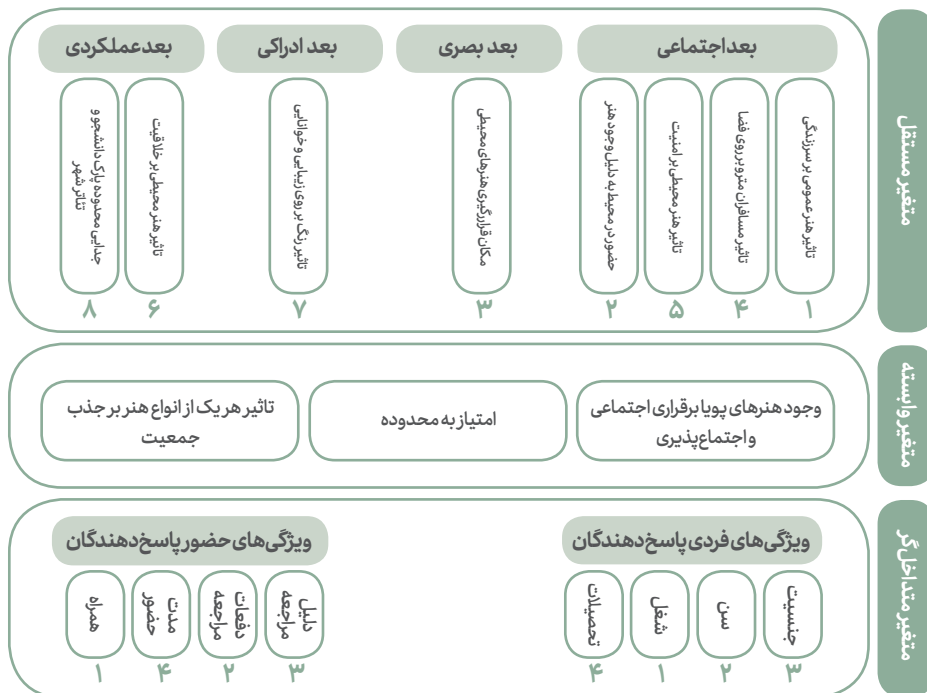 متغیر مستقل
بعد اجتماعی
تاثیر هنر عمومی بر سرزندگی
۱
تاثیر مسافران مترو بر روی فضا
۴
تاثیر هنر محیطی بر امنیت
۵
حضور در محیط به دلیل وجود هنر
۲
بعد بصری
مکان قرارگیری هنرهای محیطی
۳
بعد ادراکی
تاثیر رنگ بر روی زیبایی و خوانایی
۷
بعد عملکردی
تاثیر هنر محیطی بر خلاقیت
۶
جدایی محدوده پارک دانشجو و
تئاتر شهر
۸
متغیر وابسته
وجود هنرهای پویا برقراری اجتماعی
و اجتماع‌پذیری
امتیاز به محدوده
تاثیر هر یک از انواع هنر بر جذب
جمعیت
متغیر متداخل‌گر
ویژگی‌های فردی پاسخ‌دهندگان
جنسیت
۳
سن
۲
شغل
۱
تحصیلات
۴
ویژگی‌های حضور پاسخ‌دهندگان
دلیل
مراجعه
۳
دفعات
مراجعه
۲
مدت
حضور
۴
همراه
۱